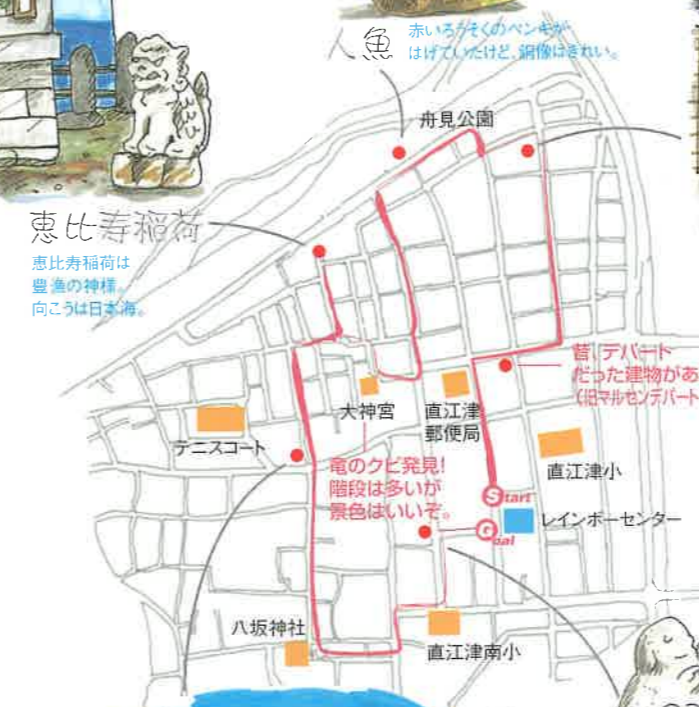 人魚
赤いろうそくのペンキが
はげていたけど、銅像はきれい。
舟見公園
恵比寿稲荷
恵比寿稲荷は
豊漁の神様。
向こうは日本海。
昔、デパート
だった建物があ
(旧マルセンデパート
大神宮
直江津
郵便局
テニスコート
竜のクビ発見!
階段は多いが
景色はいいぞ。
直江津小
Start
レインボーセンター
Goal
八坂神社
直江津南小